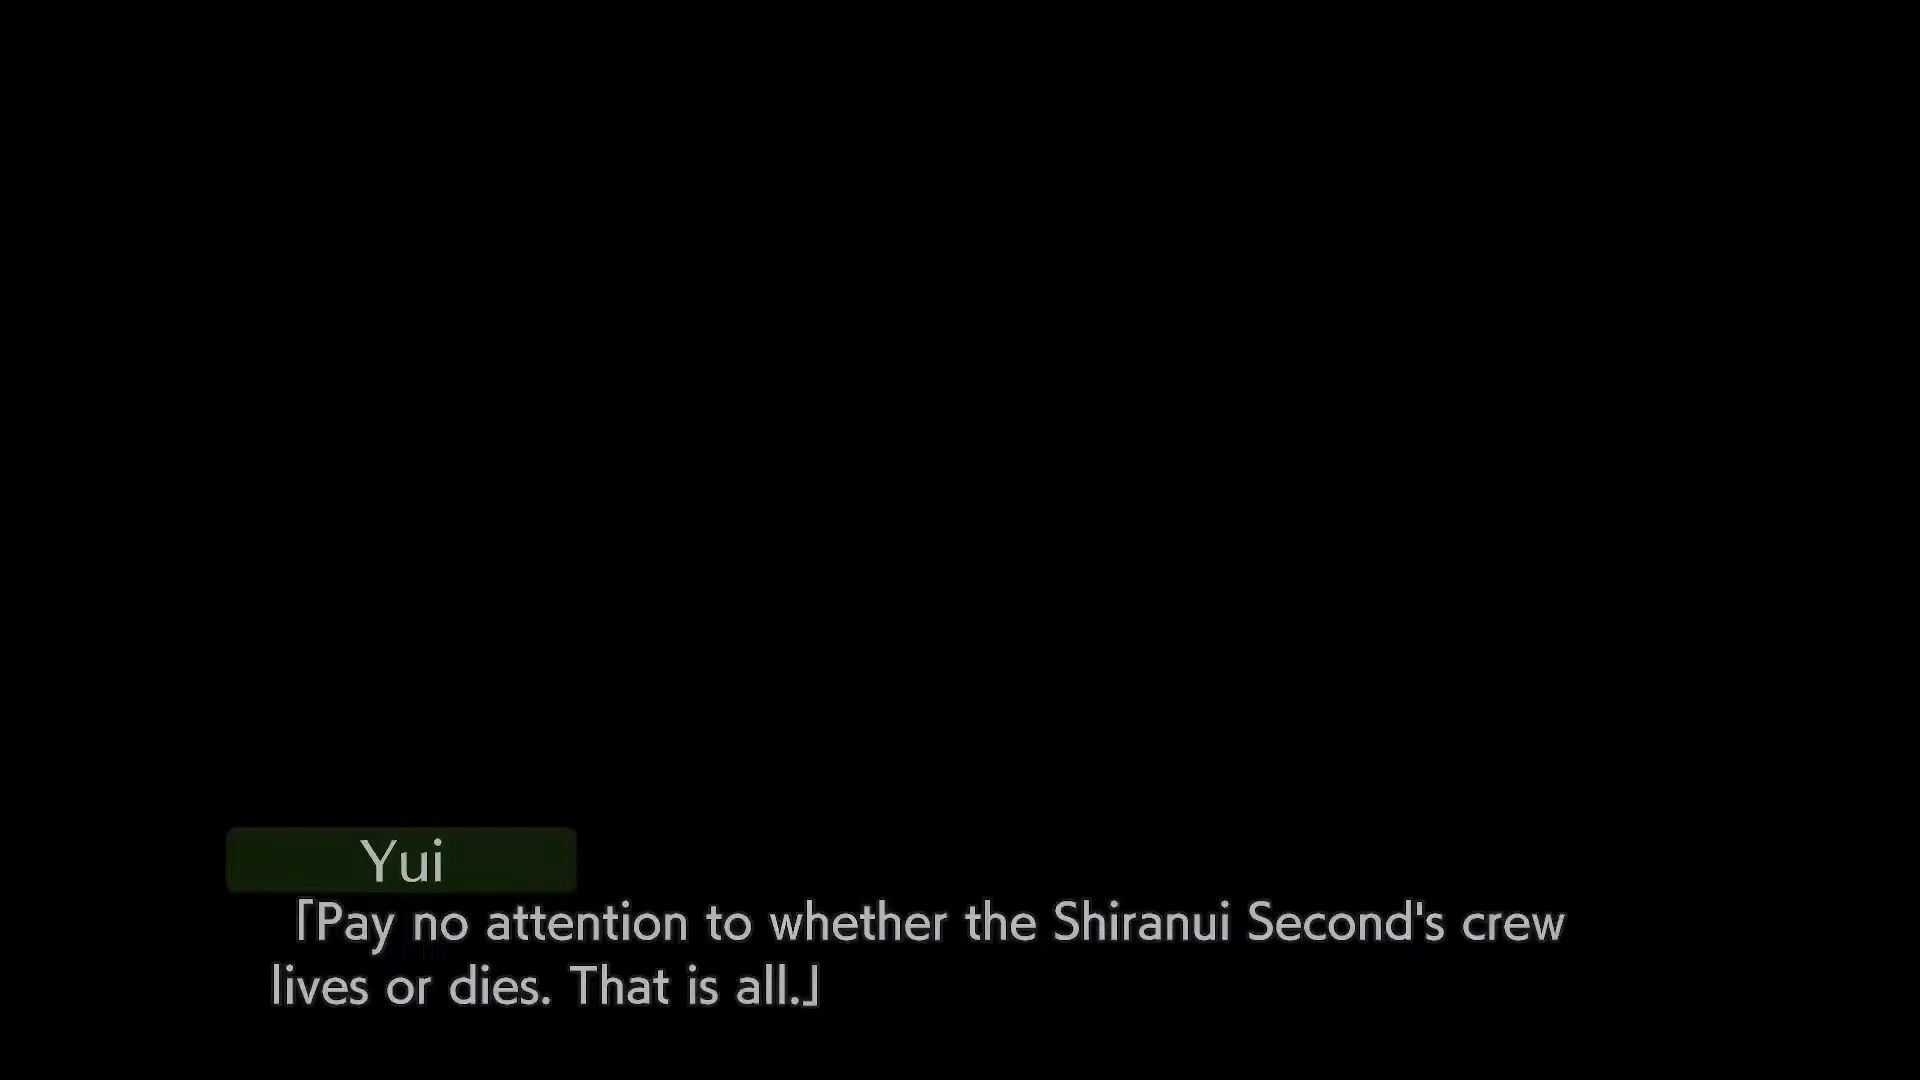 Yui
「Pay no attention to whether the Shiranui Second's crew
lives or dies. That is all.」